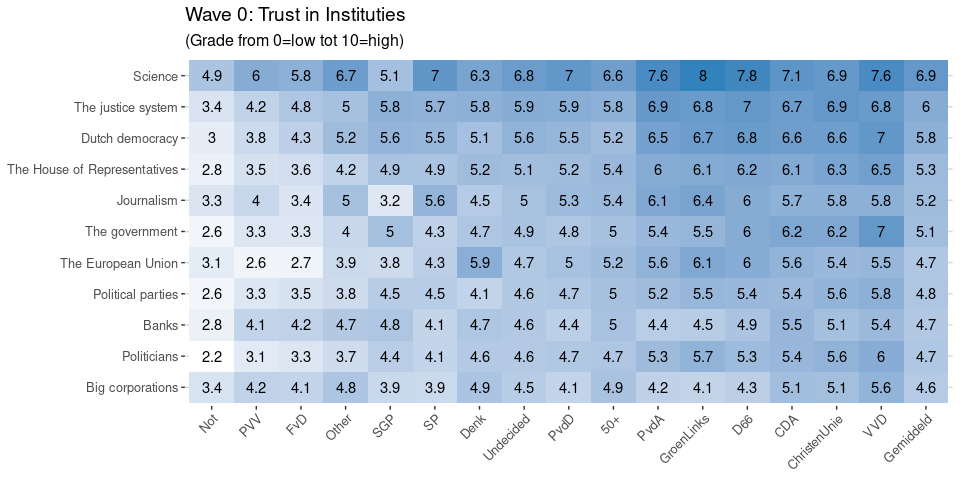 Wave 0: Trust in Instituties
(Grade from 0=low tot 10=high)
Science 4.9 6 5.8 6.7 5.1 7 6.3 6.8 7 6.6 7.6 8 7.8 7.1 6.9 7.6 6.9
The justice system 3.4 4.2 4.8 5 5.8 5.7 5.8 5.9 5.9 5.8 6.9 6.8 7 6.7 6.9 6.8 6
Dutch democracy 3 3.8 4.3 5.2 5.6 5.5 5.1 5.6 5.5 5.2 6.5 6.7 6.8 6.6 6.6 7 5.8
The House of Representatives 2.8 3.5 3.6 4.2 4.9 4.9 5.2 5.1 5.2 5.4 6 6.1 6.2 6.1 6.3 6.5 5.3
Journalism 3.3 4 3.4 5 3.2 5.6 4.5 5 5.3 5.4 6.1 6.4 6 5.7 5.8 5.8 5.2
The government 2.6 3.3 3.3 4 5 4.3 4.7 4.9 4.8 5 5.4 5.5 6 6.2 6.2 7 5.1
The European Union 3.1 2.6 2.7 3.9 3.8 4.3 5.9 4.7 5 5.2 5.6 6.1 6 5.6 5.4 5.5 4.7
Political parties 2.6 3.3 3.5 3.8 4.5 4.5 4.1 4.6 4.7 5 5.2 5.5 5.4 5.4 5.6 5.8 4.8
Banks 2.8 4.1 4.2 4.7 4.8 4.1 4.7 4.6 4.4 5 4.4 4.5 4.9 5.5 5.1 5.4 4.7
Politicians 2.2 3.1 3.3 3.7 4.4 4.1 4.6 4.6 4.7 4.7 5.3 5.7 5.3 5.4 5.6 6 4.7
Big corporations 3.4 4.2 4.1 4.8 3.9 3.9 4.9 4.5 4.1 4.9 4.2 4.1 4.3 5.1 5.1 5.6 4.6
Not PVV FvD Other SGP SP Denk Undecided PvdD 50+ PvdA GroenLinks D66 CDA ChristenUnie VVD Gemiddeld